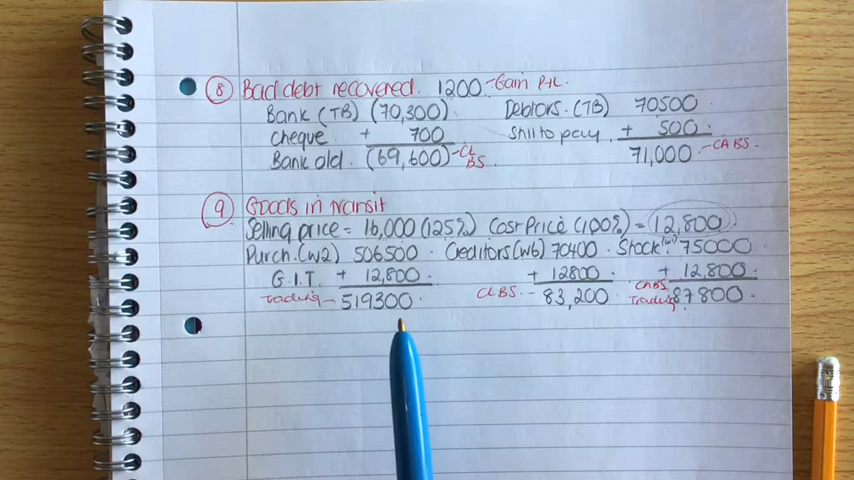 8 Bad debt recovered. 1200 - Gain P+L.
Bank (TB) (70,300) Debtors. (TB) 70500
cheque + 700 Still to pay. + 500
Bank o/d. (69,600) - CL BS 71,000 - CA BS.
9 Goods in transit
Selling price = 16,000 (125%) Cost Price (100%) = 12,800
Purch. (W2) 506500. Creditors (W6) 70400. Stock 75000
G.I.T. + 12,800 + 12800 + 12,800
Trading - 519300 CL BS. - 83,200 CABS. Trading 87800